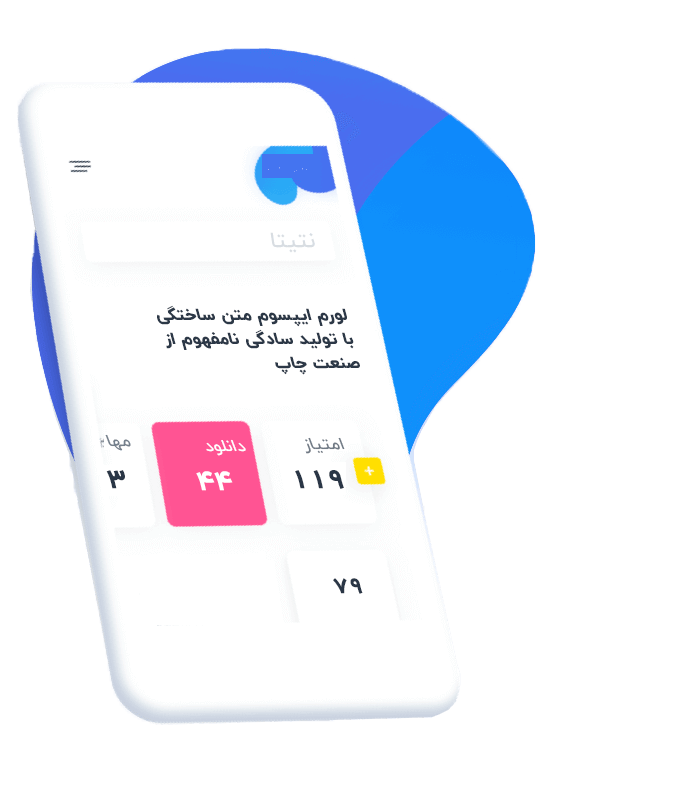 نتیتا
لورم ایپسوم متن ساختگی
با تولید سادگی نامفهوم از
صنعت چاپ
امتیاز
۱۱۹
+
دانلود
۴۴
۳
۷۹